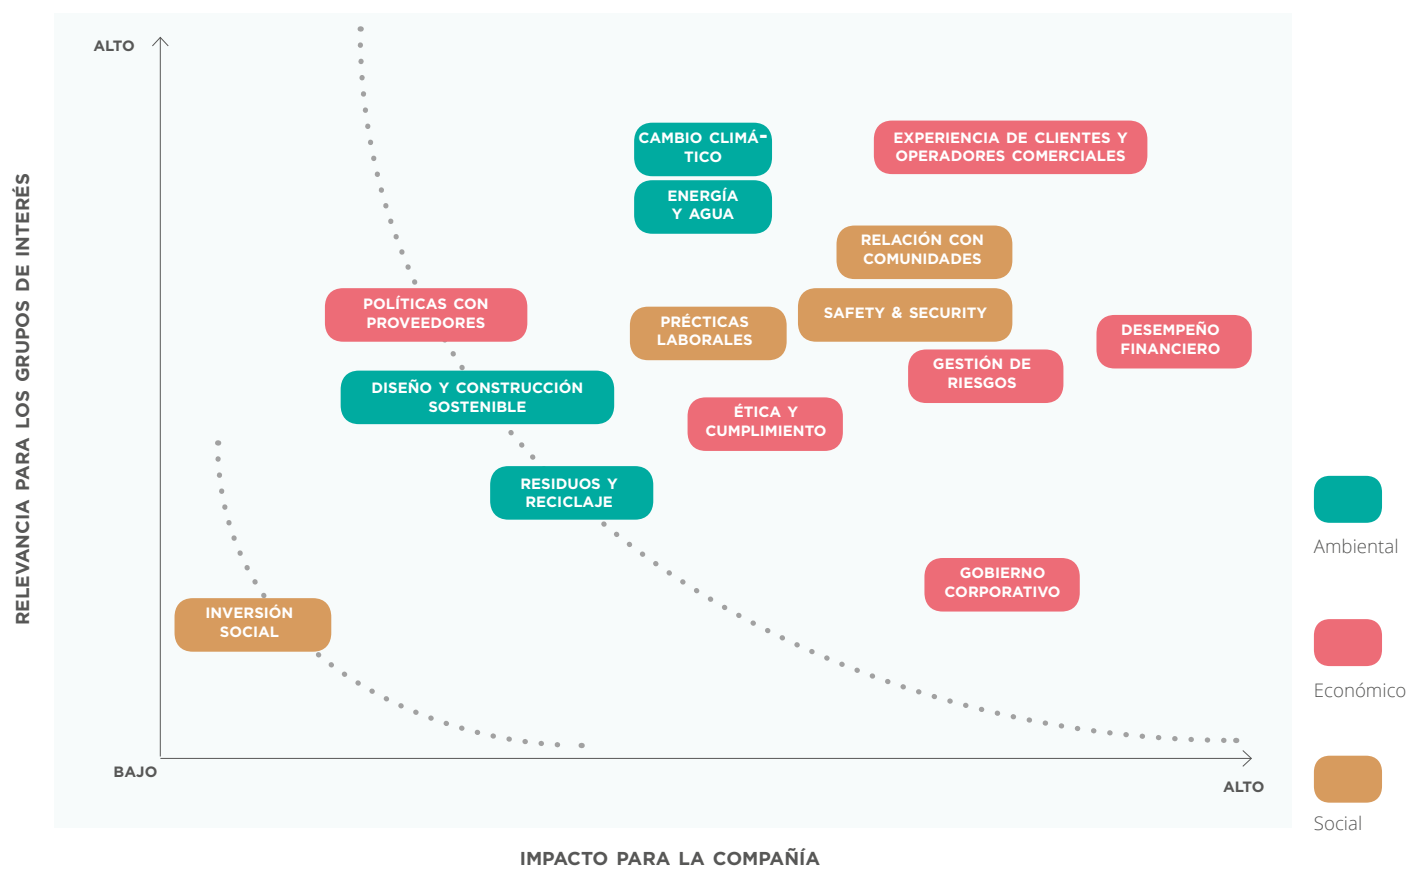 ALTO
RELEVANCIA PARA LOS GRUPOS DE INTERÉS
CAMBIO CLIMÁ-
TICO
EXPERIENCIA DE CLIENTES Y
OPERADORES COMERCIALES
ENERGÍA
Y AGUA
RELACIÓN CON
COMUNIDADES
POLÍTICAS CON
PROVEEDORES
PRÉCTICAS
LABORALES
SAFETY & SECURITY
DESEMPEÑO
FINANCIERO
GESTIÓN DE
RIESGOS
DISEÑO Y CONSTRUCCIÓN
SOSTENIBLE
ÉTICA Y
CUMPLIMIENTO
RESIDUOS Y
RECICLAJE
GOBIERNO
CORPORATIVO
INVERSIÓN
SOCIAL
BAJO
ALTO
IMPACTO PARA LA COMPAÑÍA
Ambiental
Económico
Social